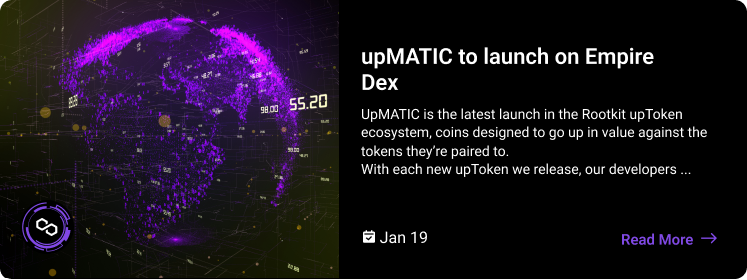 55.20
98.00
98.00
upMATIC to launch on Empire
Dex
UpMATIC is the latest launch in the Rootkit upToken
ecosystem, coins designed to go up in value against the
tokens they’re paired to.
With each new upToken we release, our developers ...
Jan 19
Read More